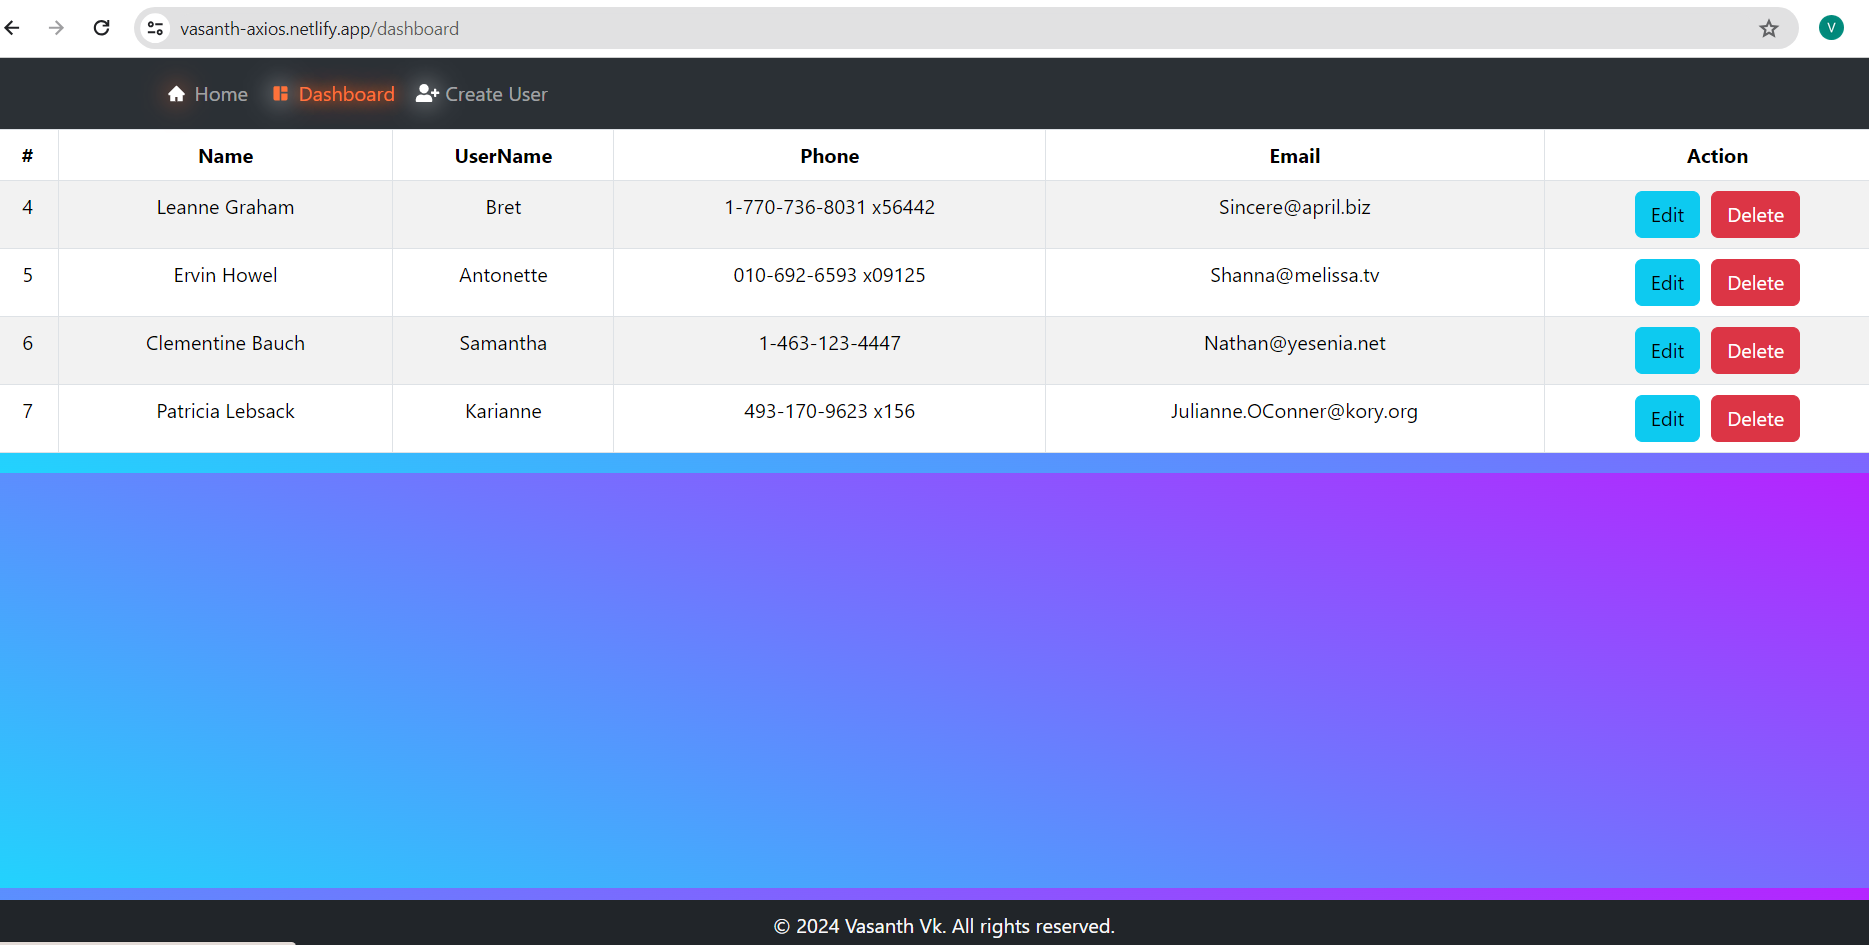 vasanth-axios.netlify.app/dashboard
V
Home Dashboard Create User
# Name UserName Phone Email Action
4 Leanne Graham Bret 1-770-736-8031 x56442 Sincere@april.biz Edit Delete
5 Ervin Howel Antonette 010-692-6593 x09125 Shanna@melissa.tv Edit Delete
6 Clementine Bauch Samantha 1-463-123-4447 Nathan@yesenia.net Edit Delete
7 Patricia Lebsack Karianne 493-170-9623 x156 Julianne.OConner@kory.org Edit Delete
© 2024 Vasanth Vk. All rights reserved.